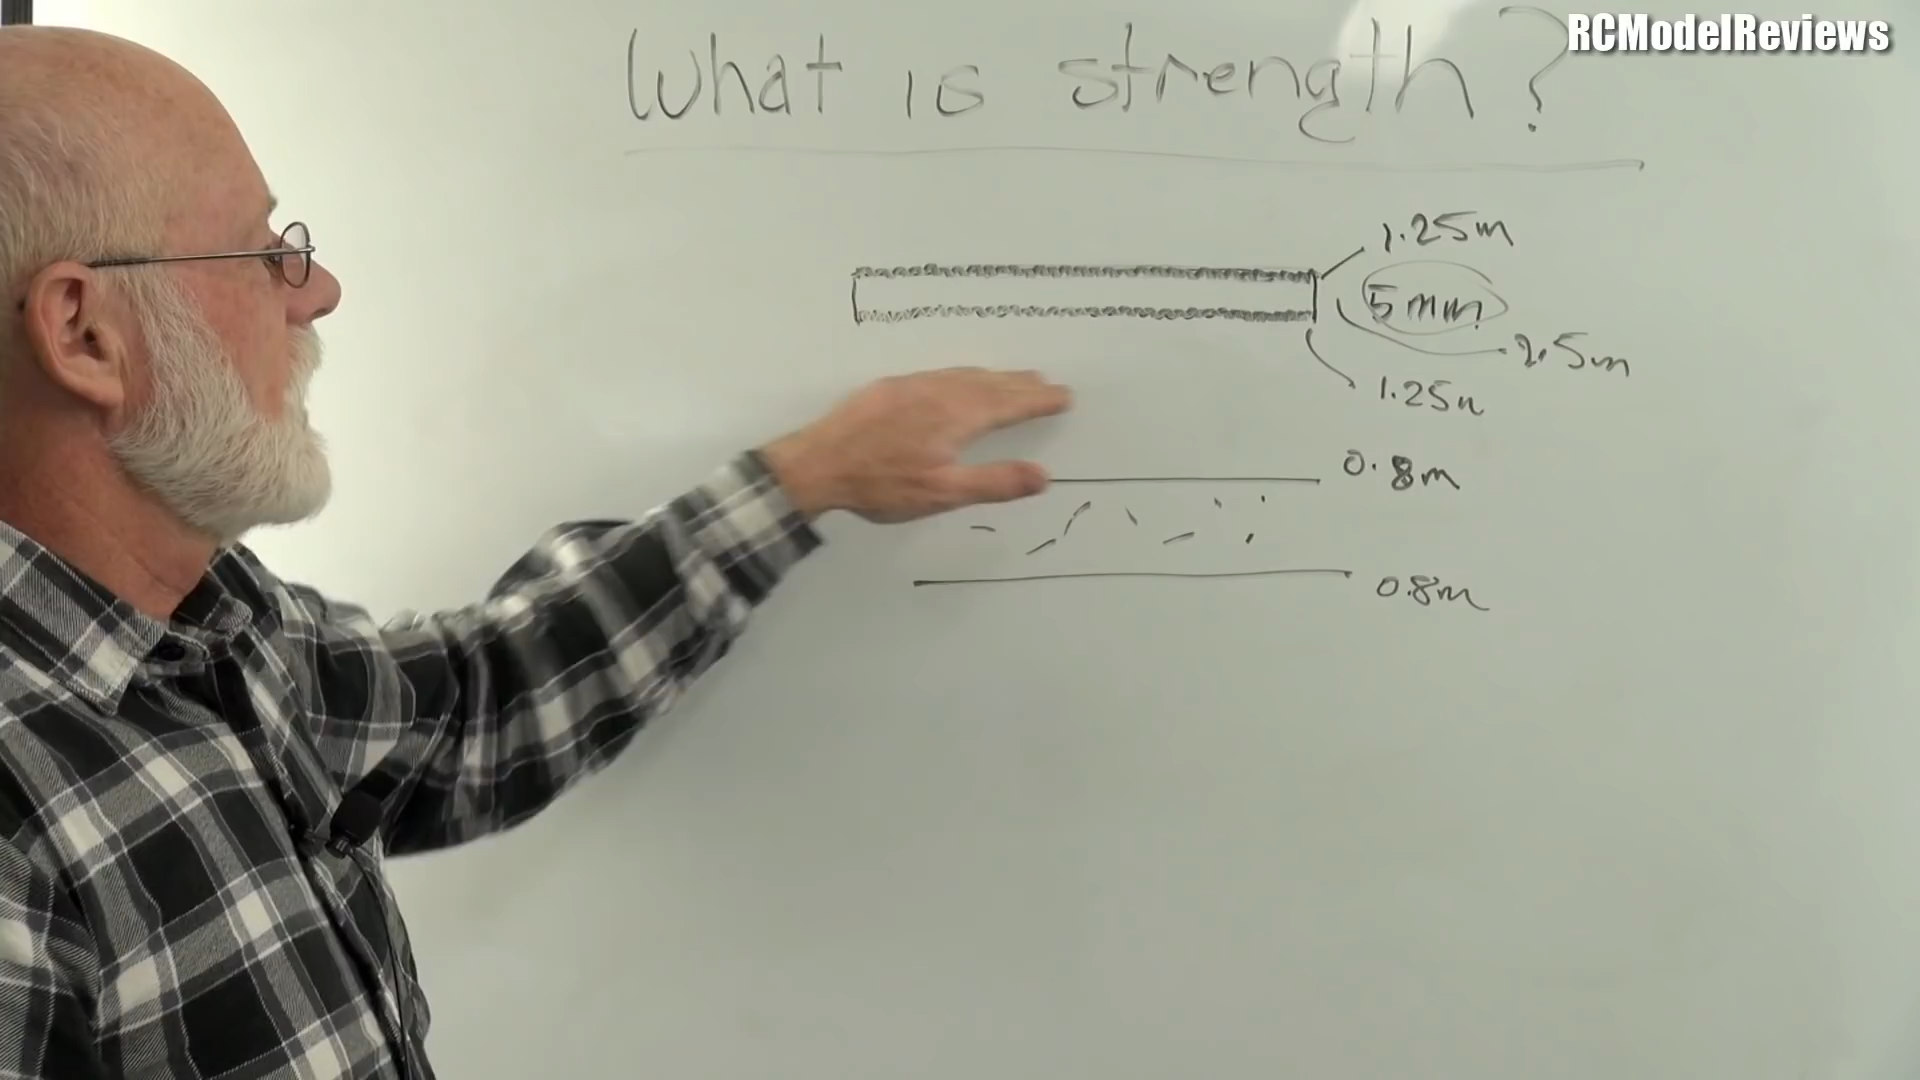 RCModelReviews
What is strength?
1.25m
5mm
2.5m
1.25m
0.8m
0.8m